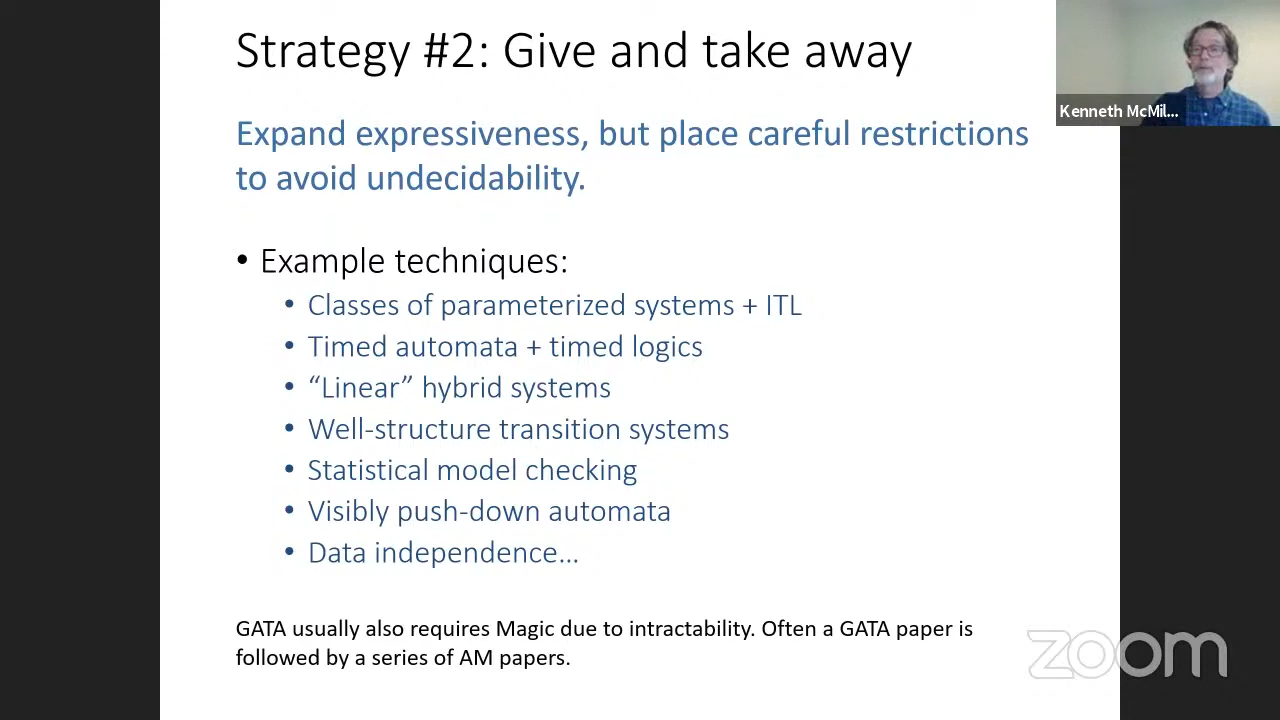 Strategy #2: Give and take away
Kenneth McMil...
Expand expressiveness, but place careful restrictions
to avoid undecidability.
• Example techniques:
• Classes of parameterized systems + ITL
• Timed automata + timed logics
• “Linear” hybrid systems
• Well-structure transition systems
• Statistical model checking
• Visibly push-down automata
• Data independence…
GATA usually also requires Magic due to intractability. Often a GATA paper is
followed by a series of AM papers.
zoom